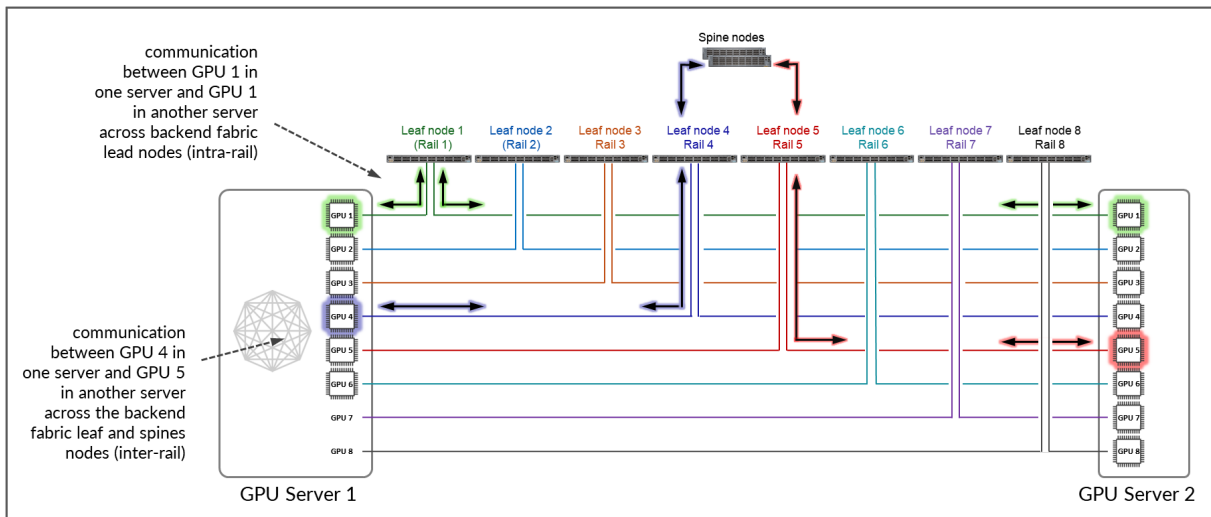 communication
between GPU 1 in
one server and GPU 1
in another server
across backend fabric
lead nodes (intra-rail)
Spine nodes
Leaf node 1
(Rail 1)
Leaf node 2
(Rail 2)
Leaf node 3
Rail 3
Leaf node 4
Rail 4
Leaf node 5
Rail 5
Leaf node 6
Rail 6
Leaf node 7
Rail 7
Leaf node 8
Rail 8
GPU 1
GPU 2
GPU 3
GPU 4
GPU 5
GPU 6
GPU 7
GPU 8
communication
between GPU 4 in
one server and GPU 5
in another server
across the backend
fabric leaf and spines
nodes (inter-rail)
GPU Server 1
GPU 1
GPU 2
GPU 3
GPU 4
GPU 5
GPU 6
GPU 7
GPU 8
GPU Server 2